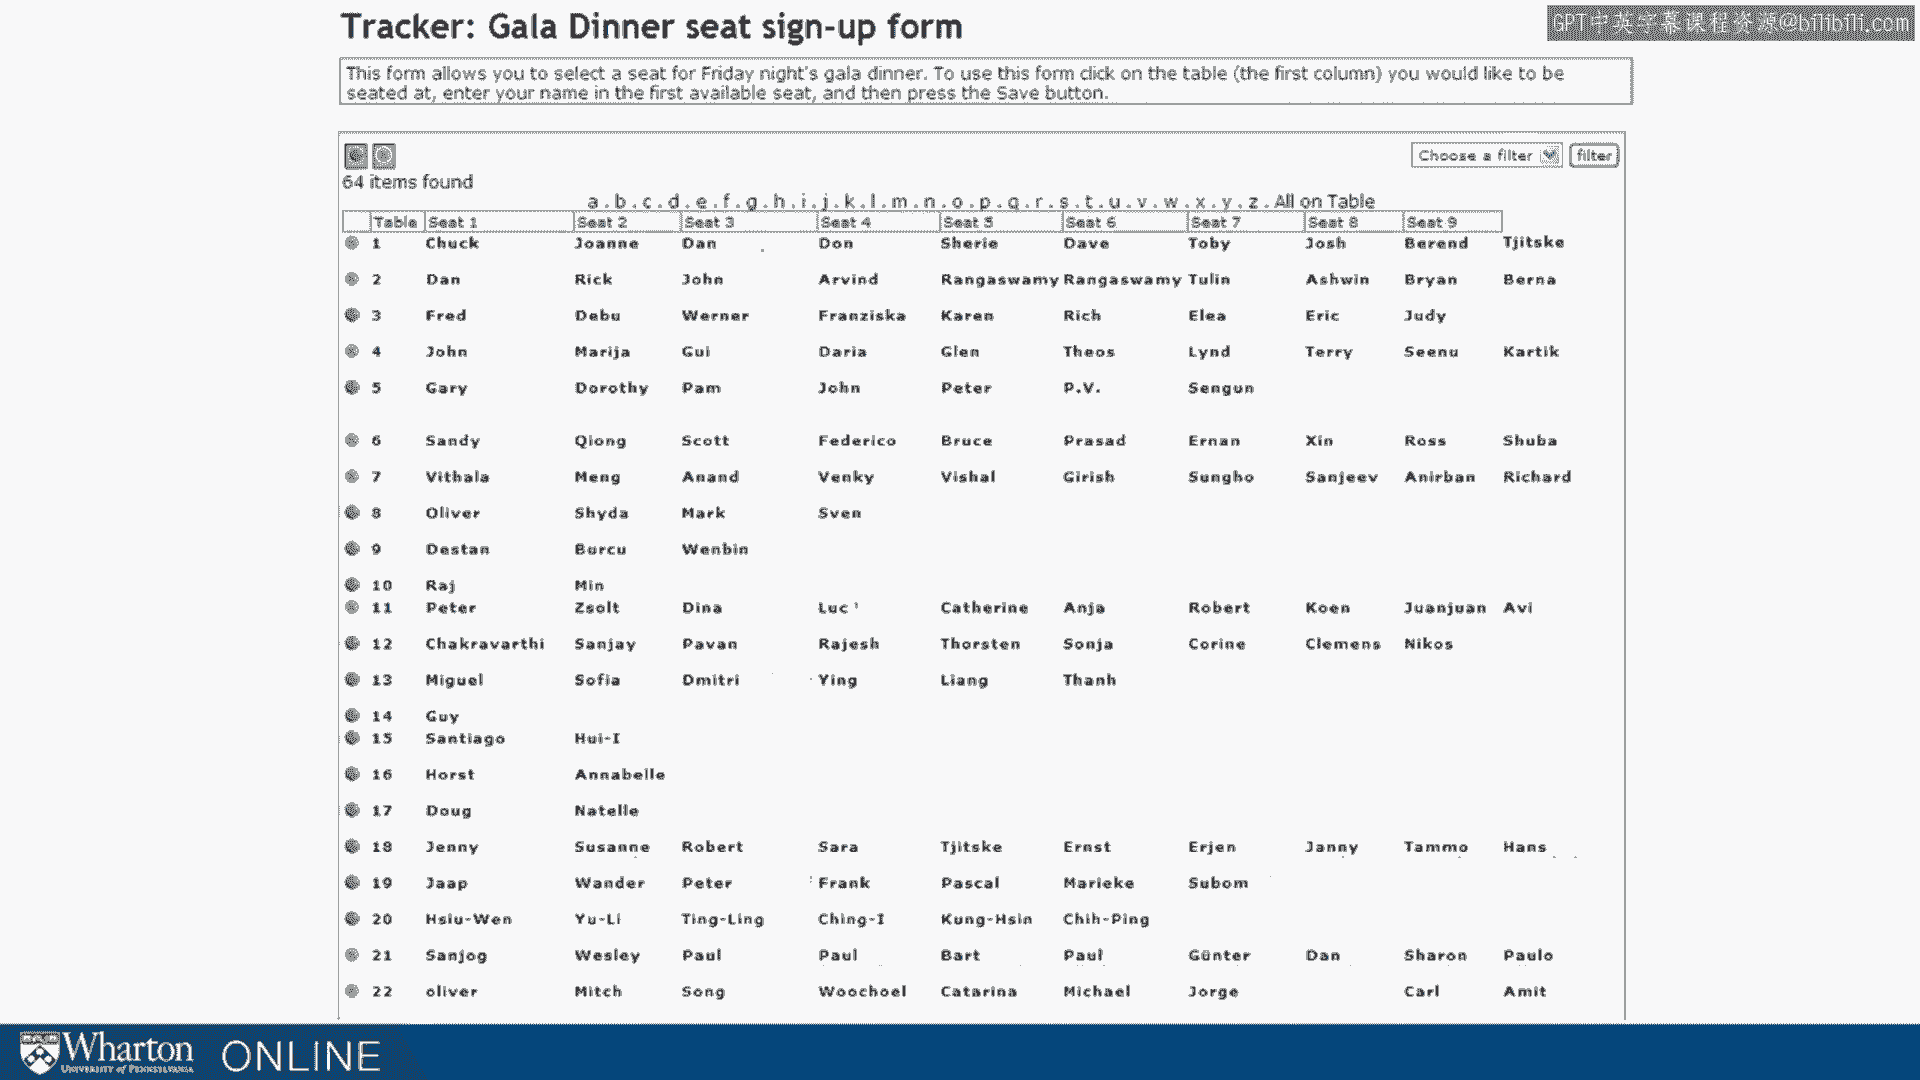 Tracker: Gala Dinner seat sign-up form
GPT中英字幕课程资源@bilibili.com
This form allows you to select a seat for Friday night's gala dinner. To use this form click on the table (the first column) you would like to be
seated at, enter your name in the first available seat, and then press the Save button.
Choose a filter filter
64 items found
a . b . c . d . e . f . g . h . i . j . k . l . m . n . o . p . q . r . s . t . u . v . w . x . y . z . All on Table
Table Seat 1 Seat 2 Seat 3 Seat 4 Seat 5 Seat 6 Seat 7 Seat 8 Seat 9
1 Chuck Joanne Dan Don Sherie Dave Toby Josh Berend Tjitske
2 Dan Rick John Arvind Rangaswamy Rangaswamy Tulin Ashwin Bryan Berna
3 Fred Debu Werner Franziska Karen Rich Elea Eric Judy
4 John Marija Gui Daria Glen Theos Lynd Terry Seenu Kartik
5 Gary Dorothy Pam John Peter P.V. Sengun
6 Sandy Qiong Scott Federico Bruce Prasad Ernan Xin Ross Shuba
7 Vithala Meng Anand Venky Vishal Girish Sungho Sanjeev Anirban Richard
8 Oliver Shyda Mark Sven
9 Destan Burcu Wenbin
10 Raj Min
11 Peter Zsolt Dina Luc Catherine Anja Robert Koen Juanjuan Avi
12 Chakravarthi Sanjay Pavan Rajesh Thorsten Sonja Corine Clemens Nikos
13 Miguel Sofia Dmitri Ying Liang Thanh
14 Guy
15 Santiago Hui-I
16 Horst Annabelle
17 Doug Natelle
18 Jenny Susanne Robert Sara Tjitske Ernst Erjen Janny Tammo Hans
19 Jaap Wander Peter Frank Pascal Marieke Subom
20 Hsiu-Wen Yu-Li Ting-Ling Ching-I Kung-Hsin Chih-Ping
21 Sanjog Wesley Paul Paul Bart Paul Günter Dan Sharon Paulo
22 oliver Mitch Song Woochoel Catarina Michael Jorge Carl Amit
Wharton ONLINE
UNIVERSITY OF PENNSYLVANIA